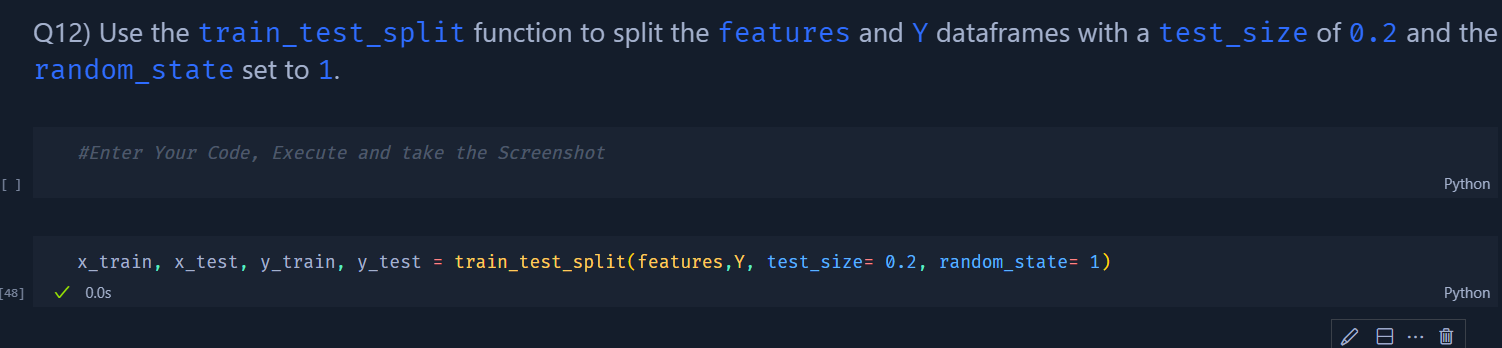 Q12) Use the train_test_split function to split the features and Y dataframes with a test_size of 0.2 and the
random_state set to 1.
#Enter Your Code, Execute and take the Screenshot
[ ]
Python
x_train, x_test, y_train, y_test = train_test_split(features,Y, test_size= 0.2, random_state= 1)
[48]
0.0s
Python